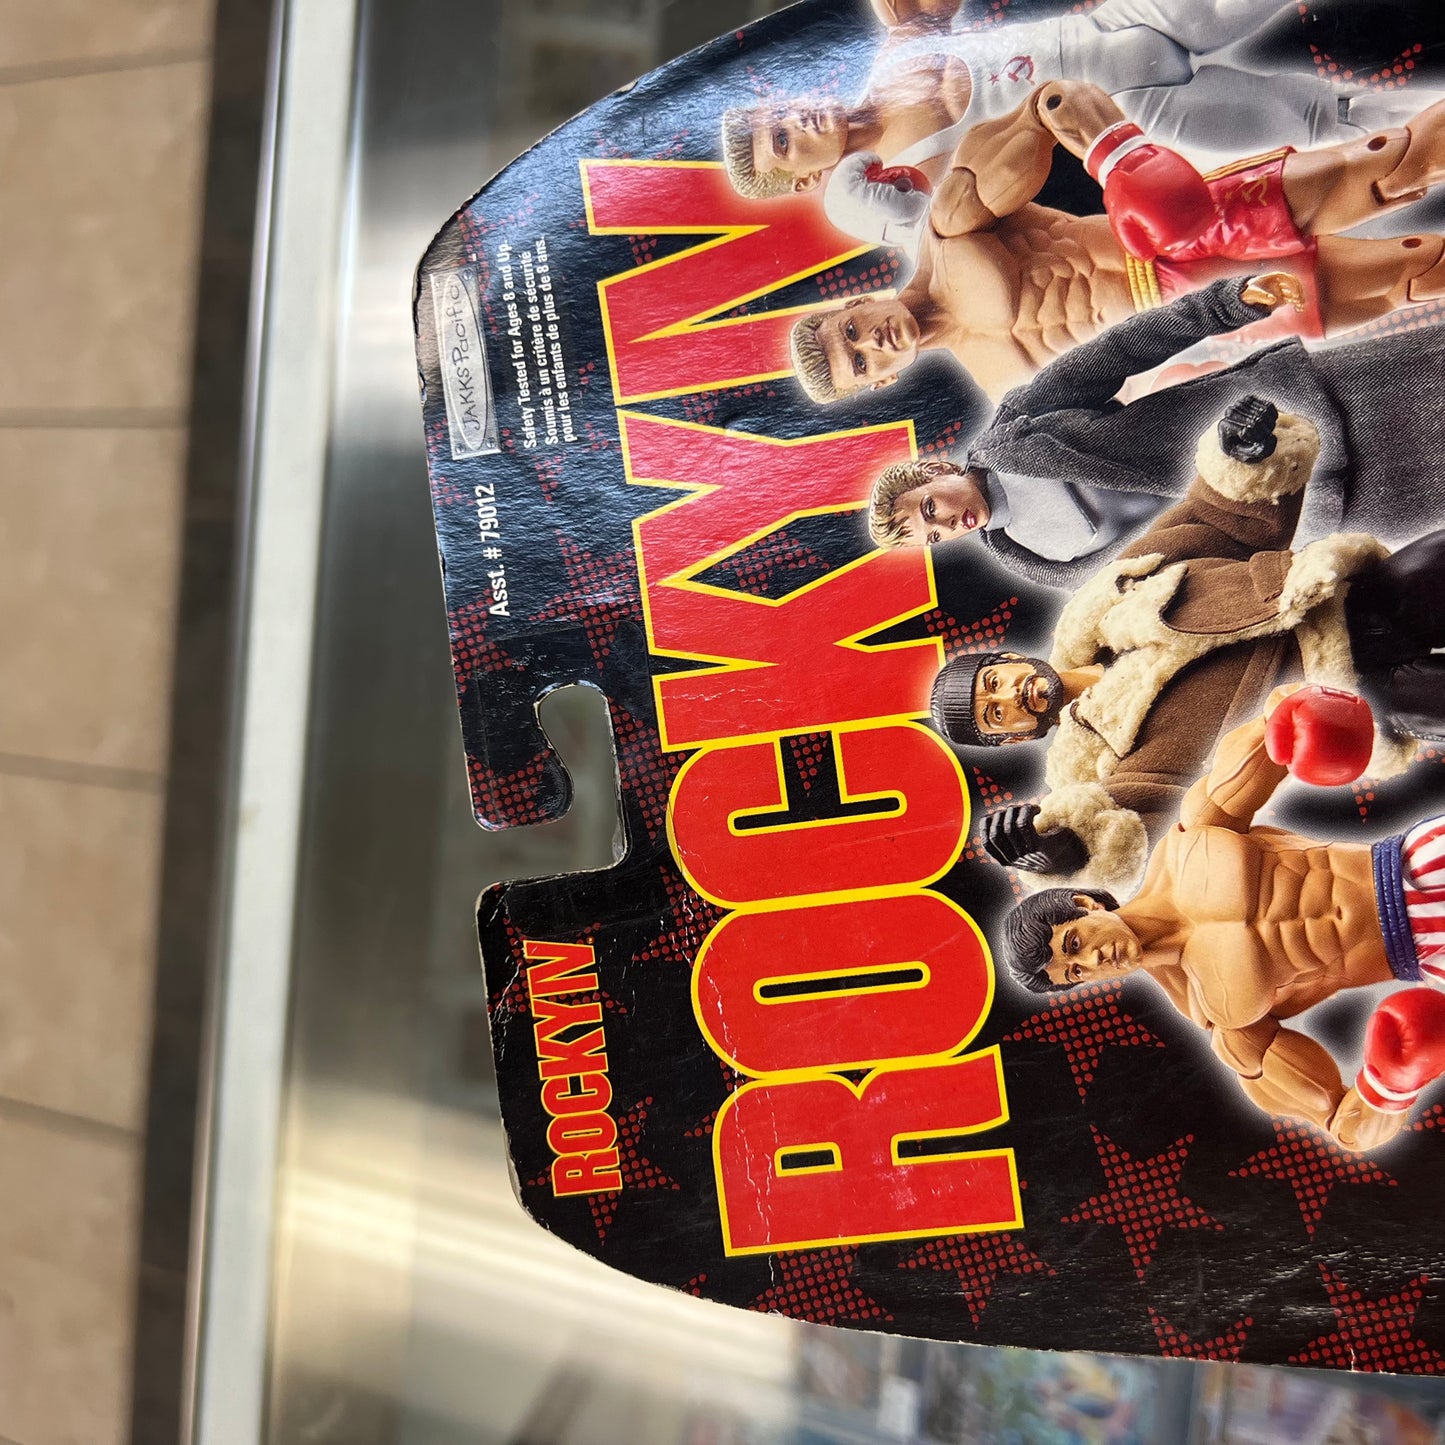 ROCKY IV
Asst. # 79012
JAKKS Pacific
Safety Tested for Ages 8 and Up.
Soumis à un critère de sécurité
pour les enfants de plus de 8 ans.
ROCKY IV